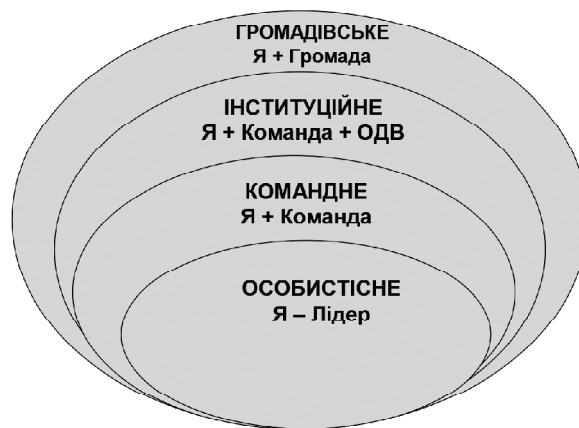 ГРОМАДІВСЬКЕ
Я + Громада
ІНСТИТУЦІЙНЕ
Я + Команда + ОДВ
КОМАНДНЕ
Я + Команда
ОСОБИСТІСНЕ
Я – Лідер